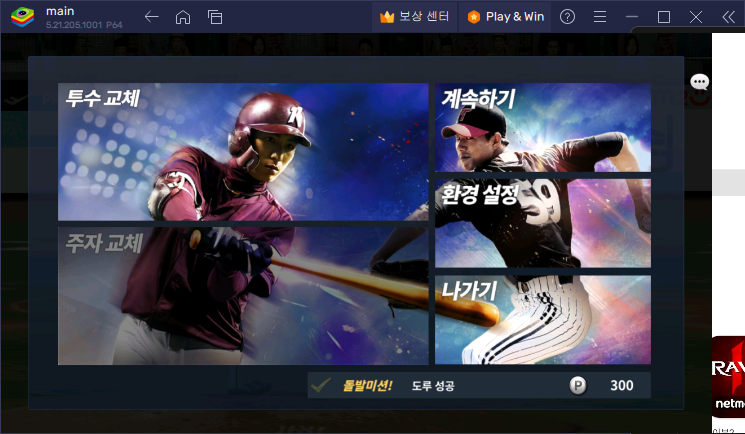 main
5.21.205.1001 P64
보상 센터
Play & Win
투수 교체
계속하기
환경 설정
주자 교체
나가기
돌발미션! 도루 성공 P 300
RAV
netm